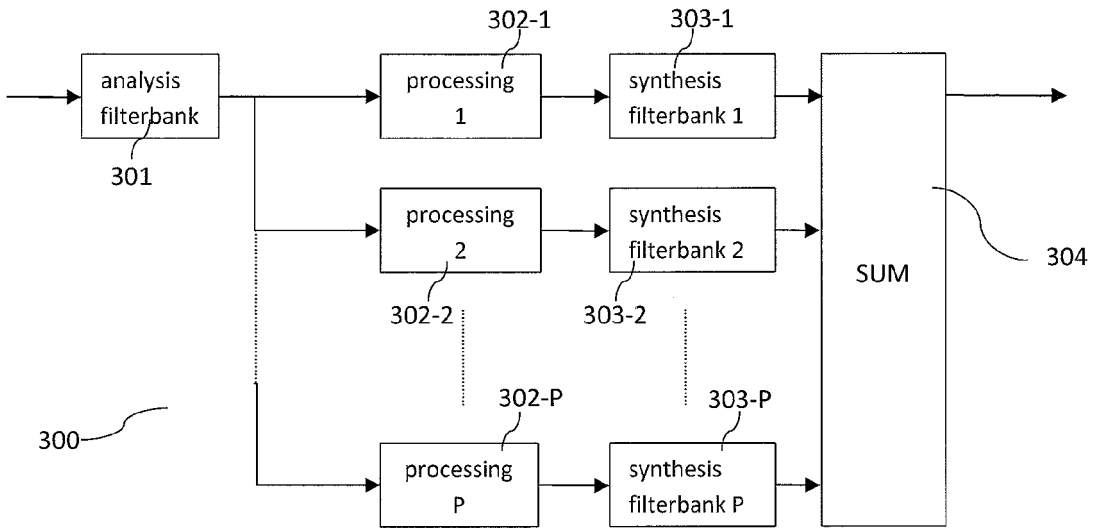 302-1
303-1
analysis
filterbank
processing
1
synthesis
filterbank 1
301
processing
2
synthesis
filterbank 2
SUM
304
302-2
303-2
302-P
303-P
300
processing
P
synthesis
filterbank P